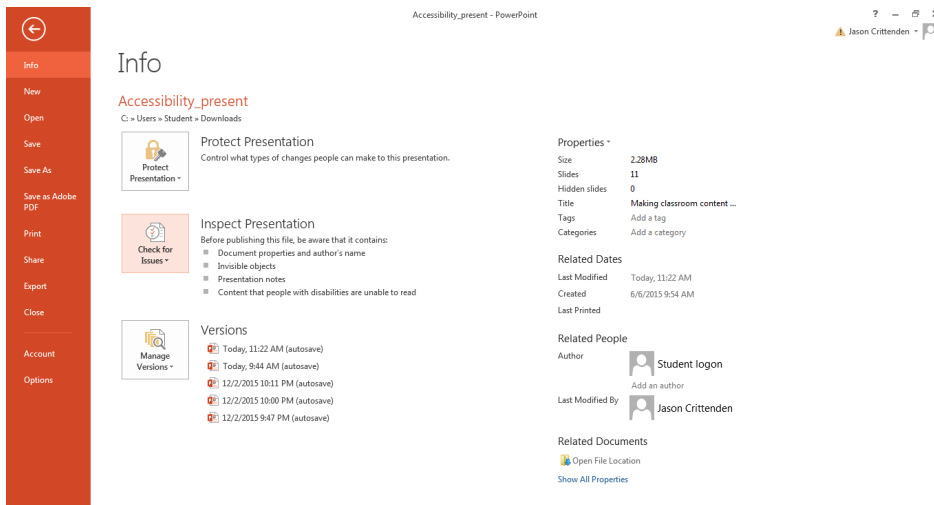 Accessibility_present - PowerPoint
?
Jason Crittenden
Info
New
Open
Save
Save As
Save as Adobe
PDF
Print
Share
Export
Close
Account
Options
Info
Accessibility_present
C: » Users » Student » Downloads
Protect
Presentation
Protect Presentation
Control what types of changes people can make to this presentation.
Check for
Issues
Inspect Presentation
Before publishing this file, be aware that it contains:
Document properties and author's name
Invisible objects
Presentation notes
Content that people with disabilities are unable to read
Manage
Versions
Versions
Today, 11:22 AM (autosave)
Today, 9:44 AM (autosave)
12/2/2015 10:11 PM (autosave)
12/2/2015 10:00 PM (autosave)
12/2/2015 9:47 PM (autosave)
Properties
Size 2.28MB
Slides 11
Hidden slides 0
Title Making classroom content ...
Tags Add a tag
Categories Add a category
Related Dates
Last Modified Today, 11:22 AM
Created 6/6/2015 9:54 AM
Last Printed
Related People
Author Student logon
Add an author
Last Modified By Jason Crittenden
Related Documents
Open File Location
Show All Properties